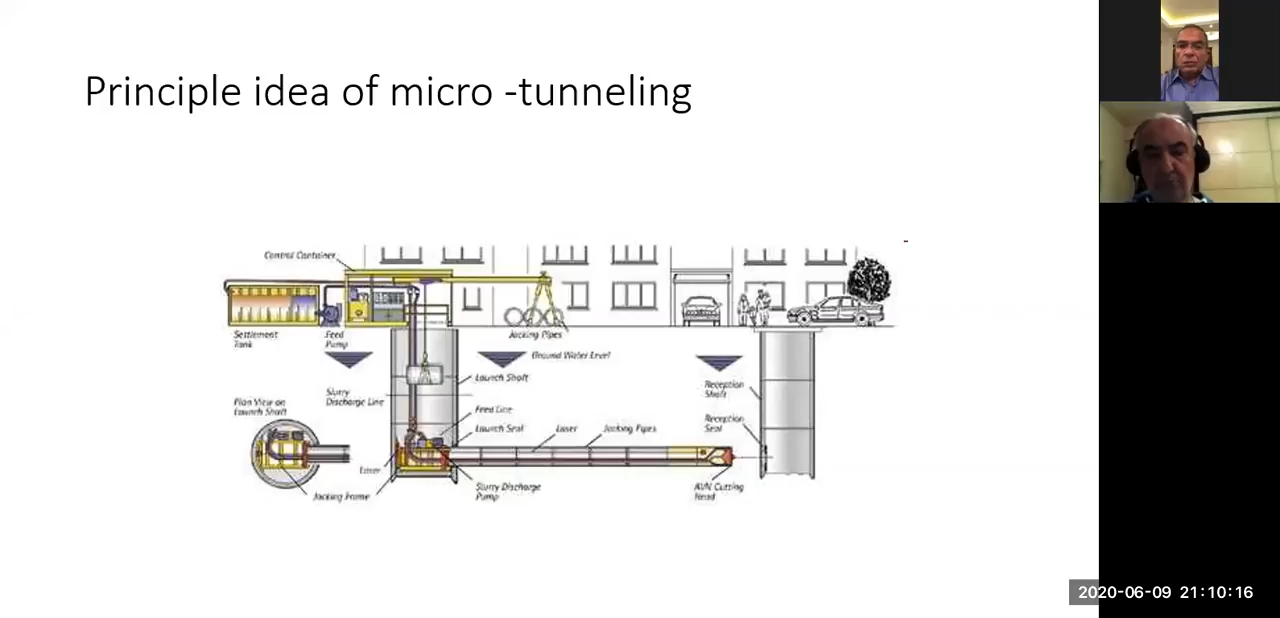 Principle idea of micro -tunneling
Control Container
Settlement
Tank
Feed
Pump
Jacking Pipes
Ground Water Level
Launch Shaft
Slurry
Discharge Line
Reception
Shaft
Plan View on
Launch Shaft
Feed Line
Launch Seal
Laser
Jacking Pipes
Reception
Seal
Laser
Jacking Frame
Slurry Discharge
Pump
AVN Cutting
Head
2020-06-09 21:10:16